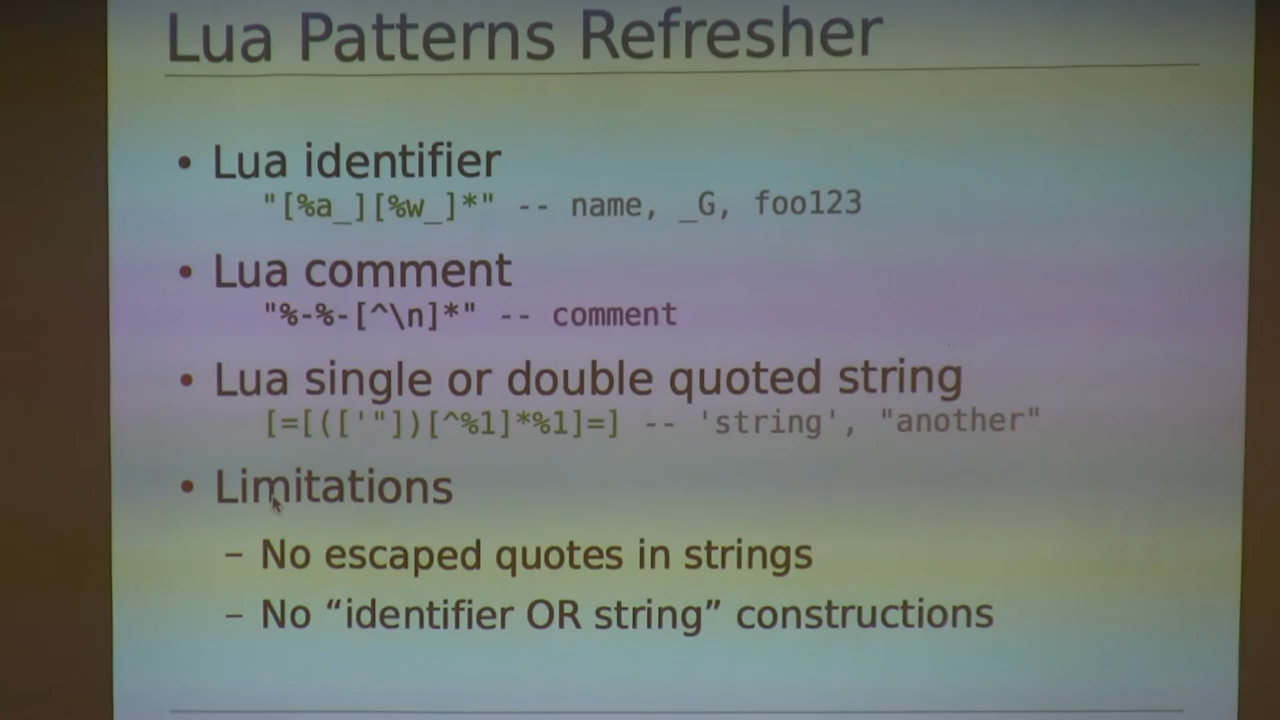 Lua Patterns Refresher
• Lua identifier
"[%a_][%w_]*" -- name, _G, foo123
• Lua comment
"%-%-[^\n]*" -- comment
• Lua single or double quoted string
[=[(['"])[^%1]*%1]=] -- 'string', "another"
• Limitations
– No escaped quotes in strings
– No “identifier OR string” constructions